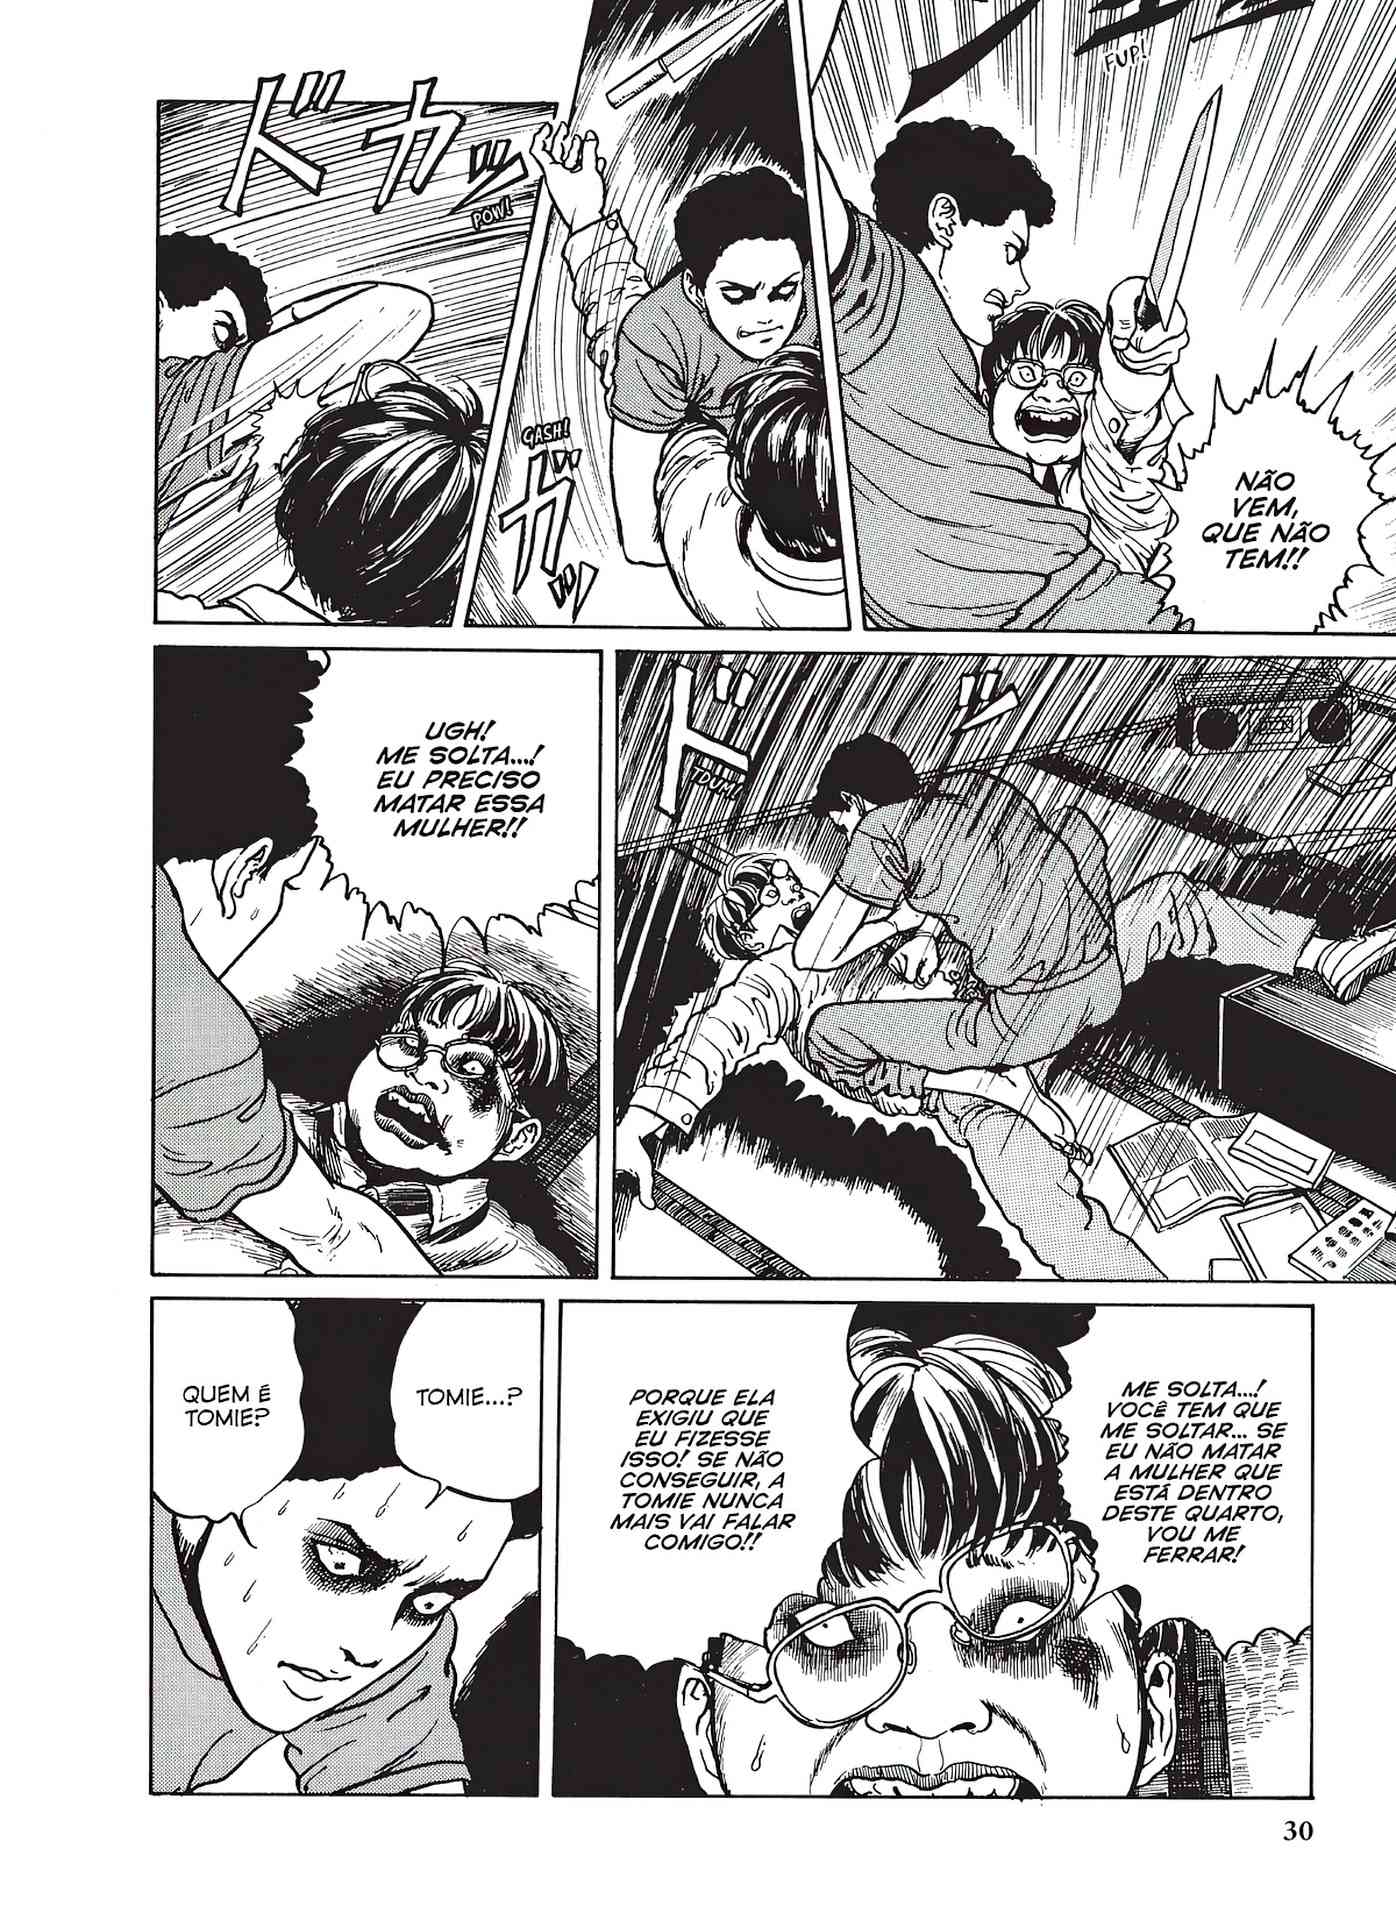 FUP!
NÃO
VEM,
QUE NÃO
TEM!!
GASH!
ガッ
ドカッ
POW!
ドッ
TDUM!
UGH!
ME SOLTA...!
EU PRECISO
MATAR ESSA
MULHER!!
ME SOLTA...!
VOCÊ TEM QUE
ME SOLTAR... SE
EU NÃO MATAR
A MULHER QUE
ESTÁ DENTRO
DESTE QUARTO,
VOU ME
FERRAR!
PORQUE ELA
EXIGIU QUE
EU FIZESSE
ISSO! SE NÃO
CONSEGUIR, A
TOMIE NUNCA
MAIS VAI FALAR
COMIGO!!
TOMIE...?
QUEM É
TOMIE?
30